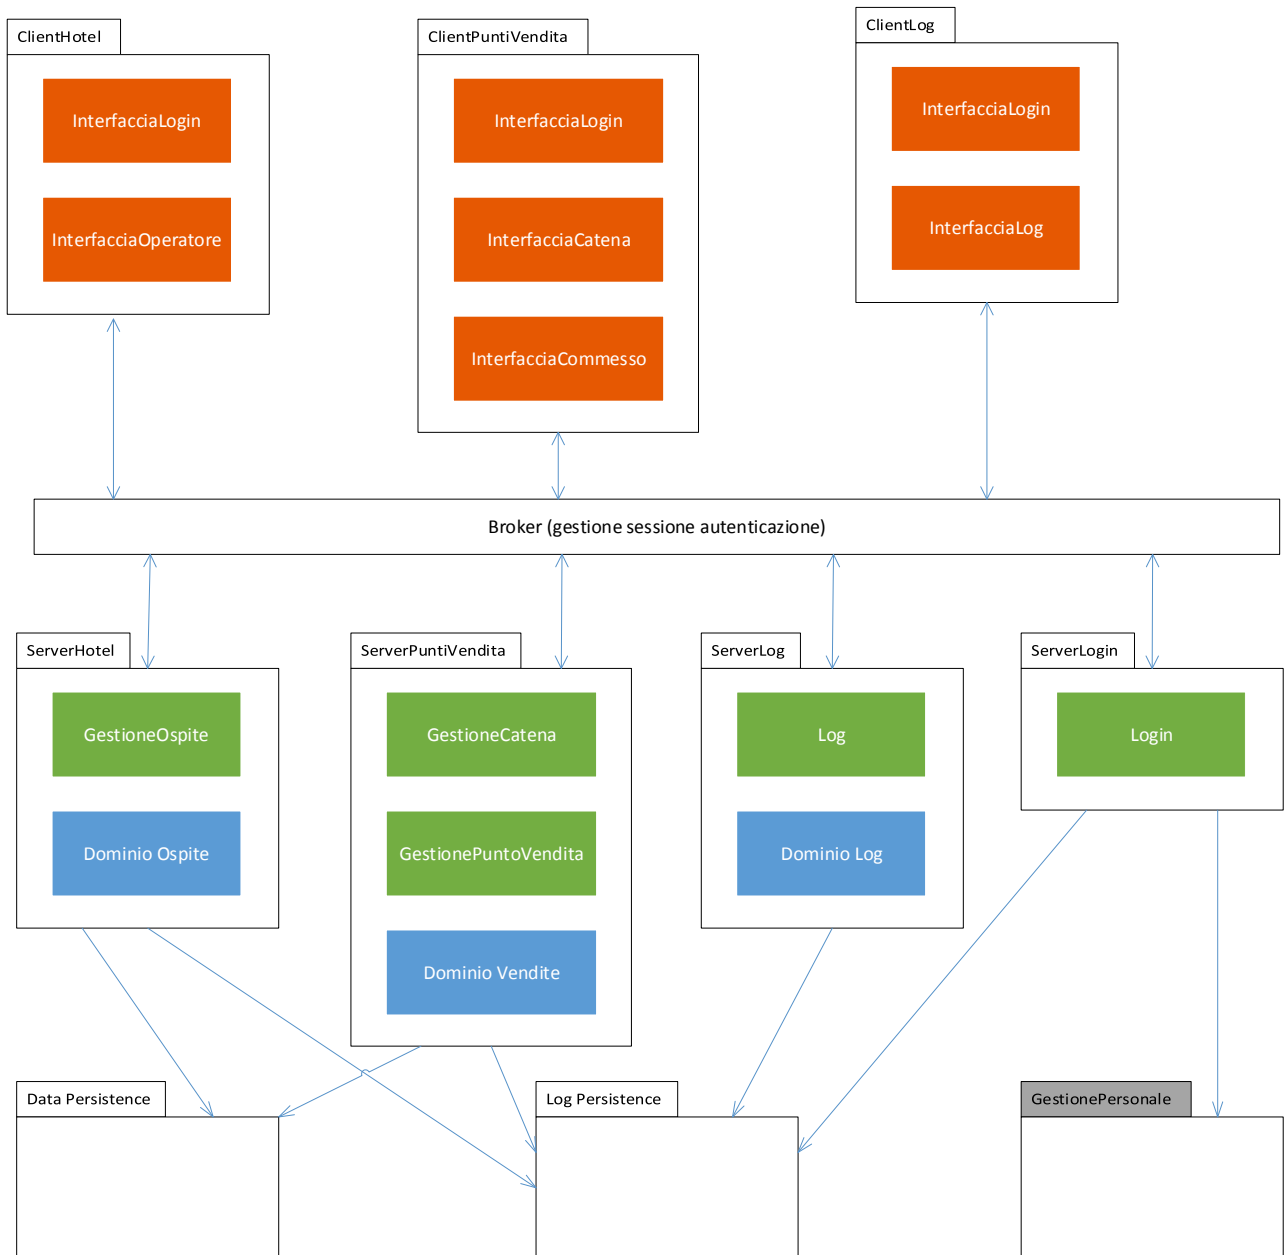 ClientHotel
InterfacciaLogin
InterfacciaOperatore
ClientPuntiVendita
InterfacciaLogin
InterfacciaCatena
InterfacciaCommesso
ClientLog
InterfacciaLogin
InterfacciaLog
Broker (gestione sessione autenticazione)
ServerHotel
GestioneOspite
Dominio Ospite
ServerPuntiVendita
GestioneCatena
GestionePuntoVendita
Dominio Vendite
ServerLog
Log
Dominio Log
ServerLogin
Login
Data Persistence
Log Persistence
GestionePersonale